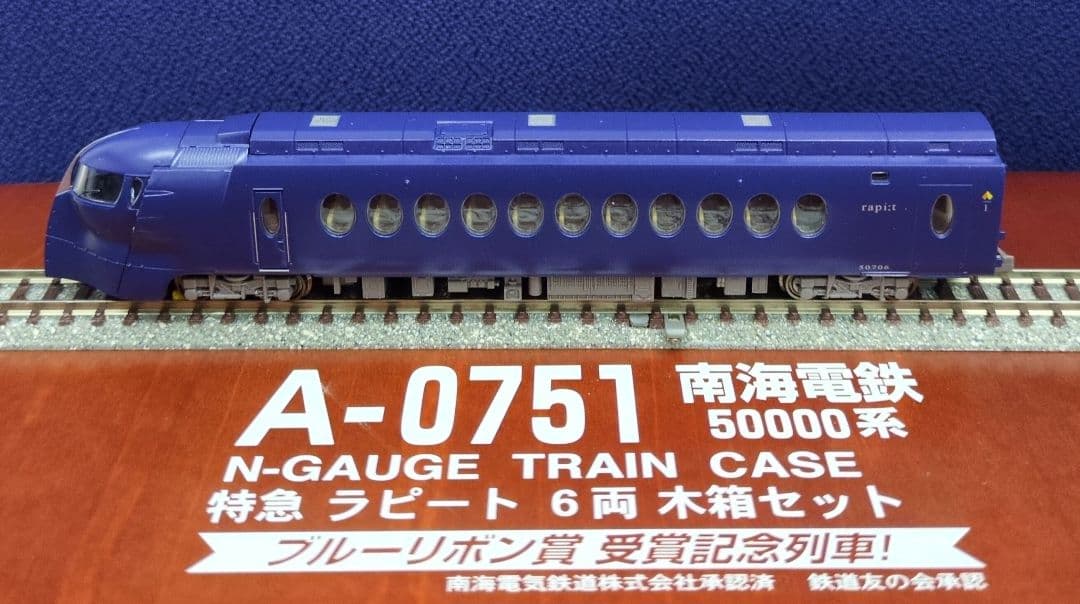 rapi:t
1
50706
A-0751 南海電鉄
50000系
N-GAUGE TRAIN CASE
特急 ラピート 6両 木箱セット
ブルーリボン賞 受賞記念列車!
南海電気鉄道株式会社承認済 鉄道友の会承認